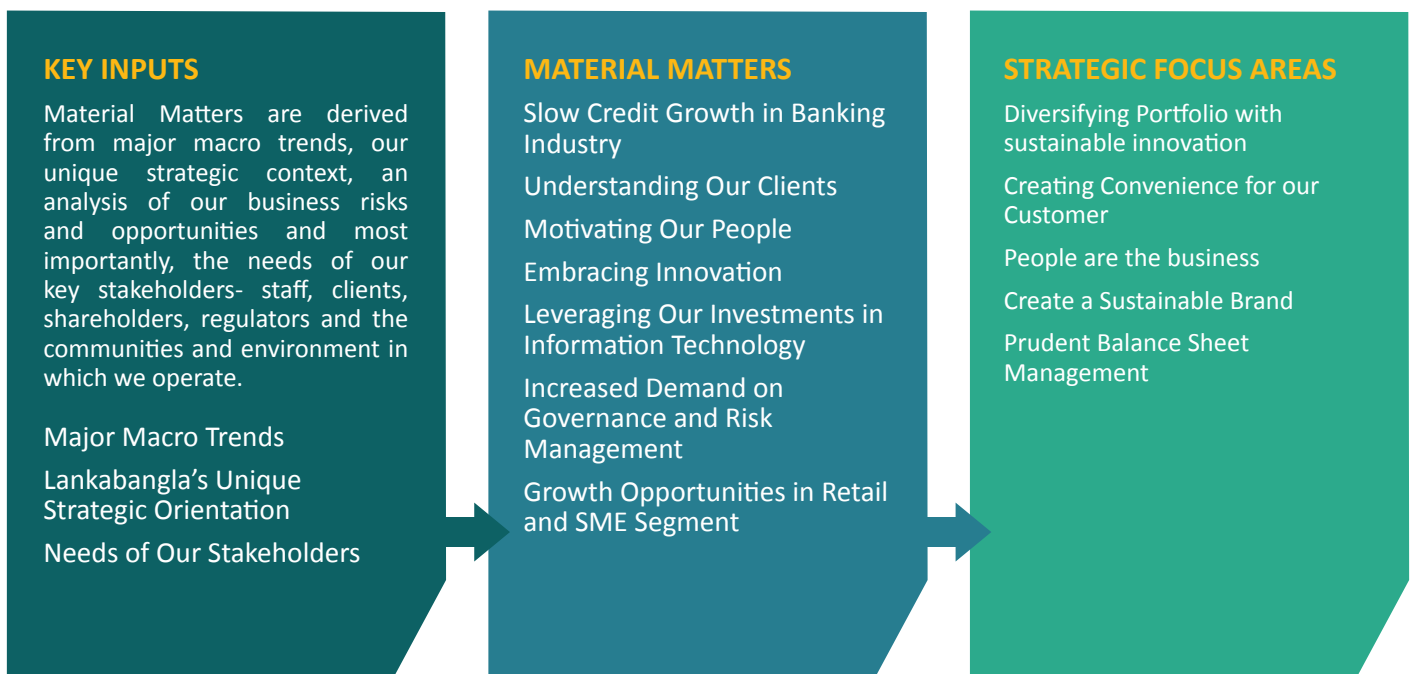 KEY INPUTS
Material Matters are derived
from major macro trends, our
unique strategic context, an
analysis of our business risks
and opportunities and most
importantly, the needs of our
key stakeholders- staff, clients,
shareholders, regulators and the
communities and environment in
which we operate.
Major Macro Trends
Lankabangla’s Unique
Strategic Orientation
Needs of Our Stakeholders
MATERIAL MATTERS
Slow Credit Growth in Banking
Industry
Understanding Our Clients
Motivating Our People
Embracing Innovation
Leveraging Our Investments in
Information Technology
Increased Demand on
Governance and Risk
Management
Growth Opportunities in Retail
and SME Segment
STRATEGIC FOCUS AREAS
Diversifying Portfolio with
sustainable innovation
Creating Convenience for our
Customer
People are the business
Create a Sustainable Brand
Prudent Balance Sheet
Management